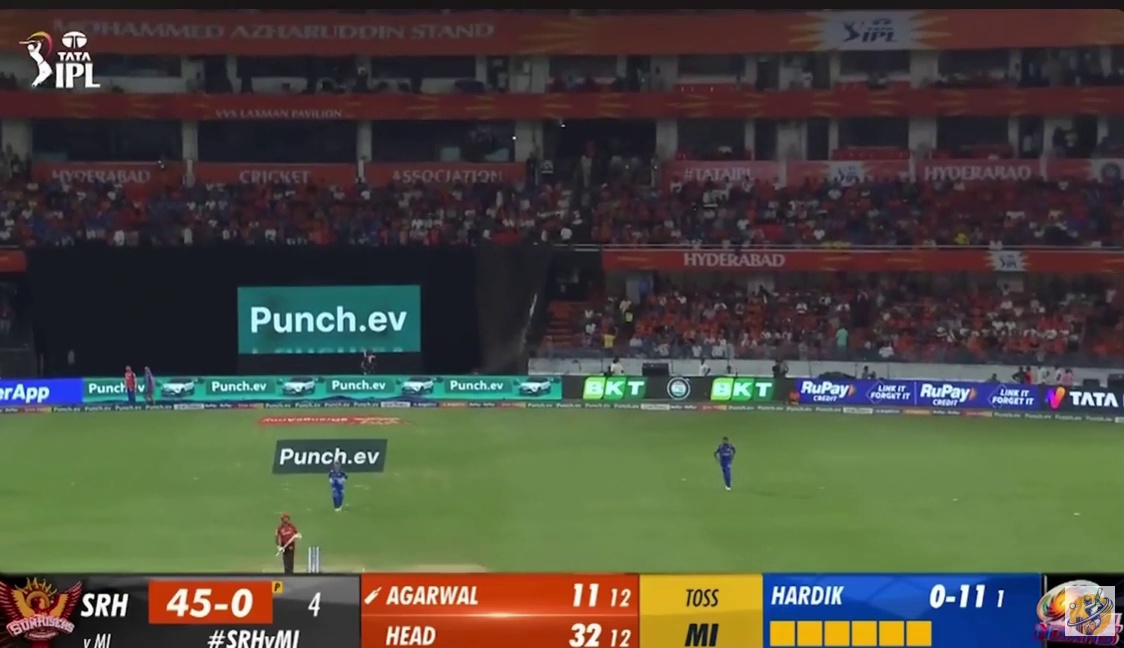 MOHAMMED AZHARUDDIN STAND
IPL
TATA
IPL
VVS LAXMAN PAVILION
HYDERABAD
CRICKET
ASSOCIATION
#TATAIPL
HYDERABAD
HYDERABAD
IPL
Punch.ev
erApp
Punch.ev
Punch.ev
Punch.ev
BKT
BKT
RuPay
CREDIT
LINK IT
FORGET IT
RuPay
CREDIT
LINK IT
FORGET IT
TATA
Punch.ev
SRH
45-0
P
4
v MI
#SRHvMI
AGARWAL 11 12
HEAD 32 12
TOSS
MI
HARDIK 0-11 1
SUNRISERS